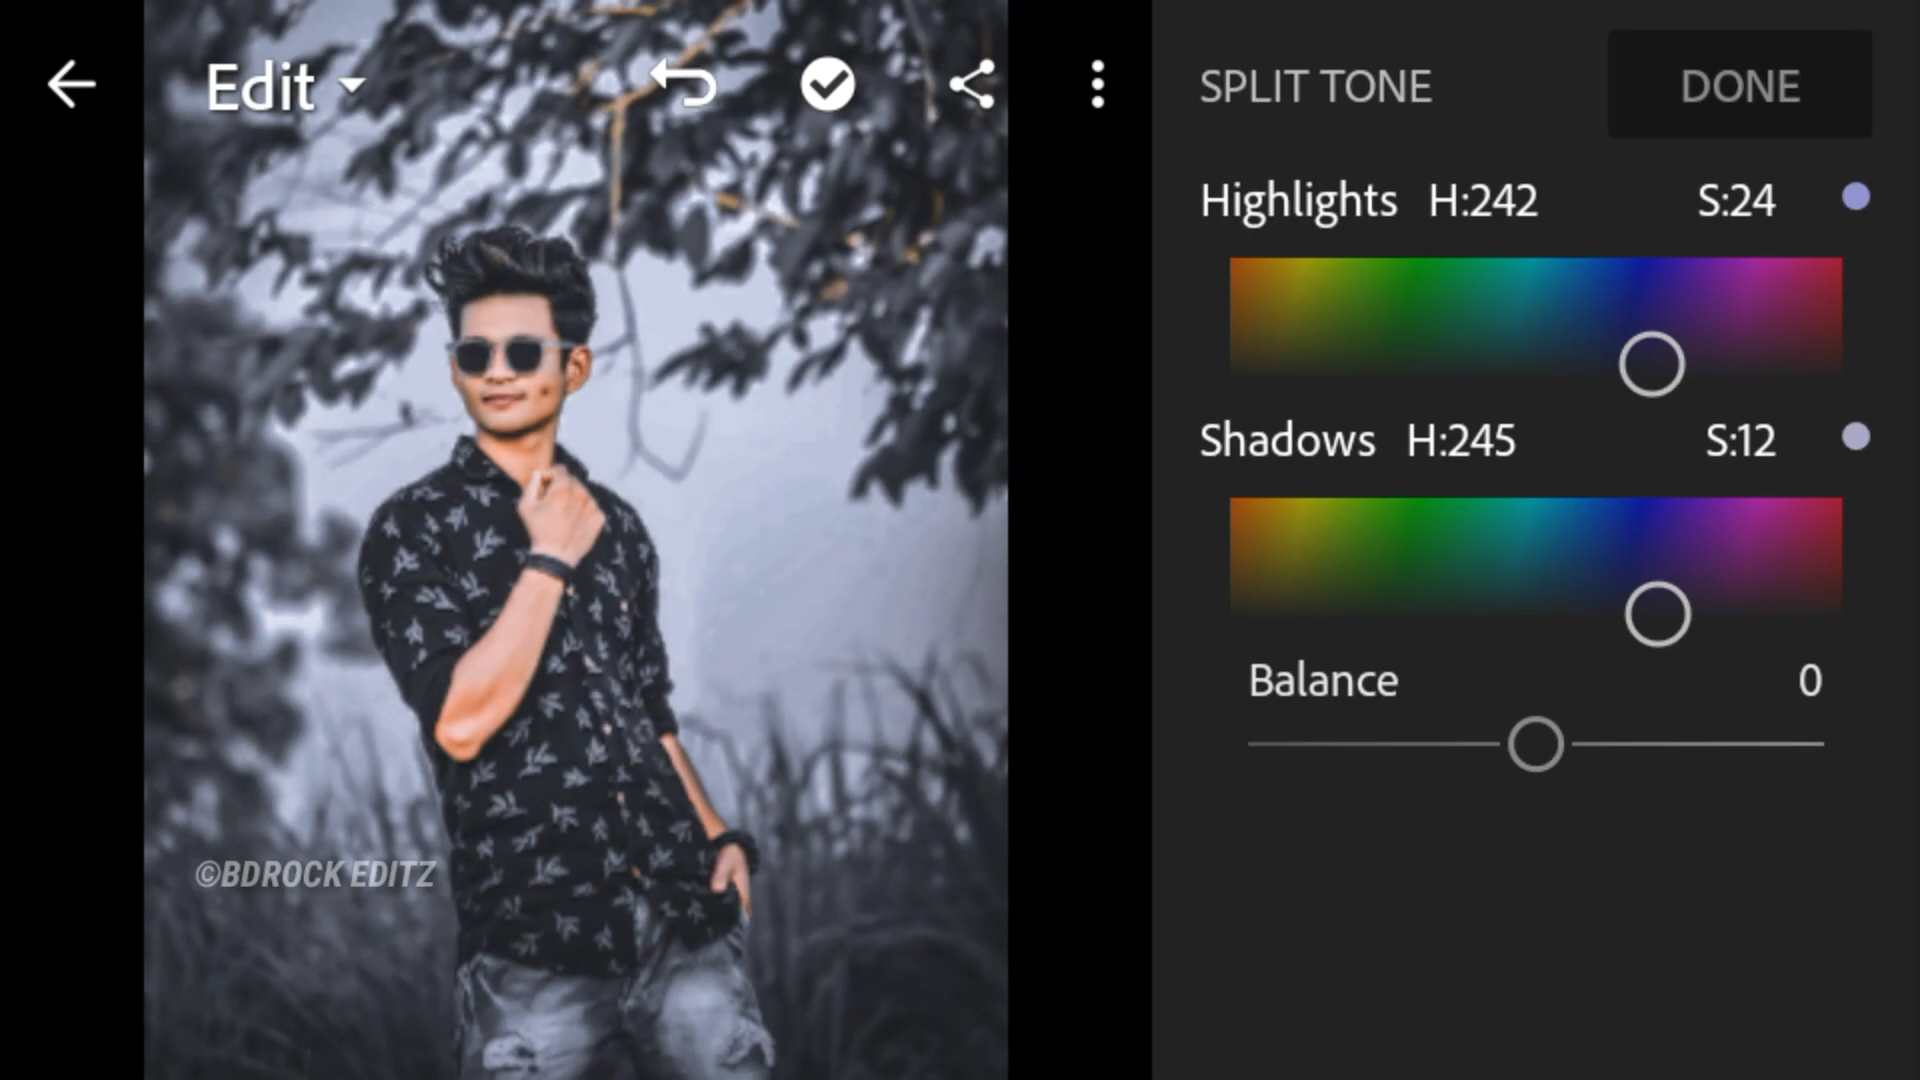 Edit
SPLIT TONE
DONE
Highlights H:242 S:24
Shadows H:245 S:12
Balance 0
©BDROCK EDITZ